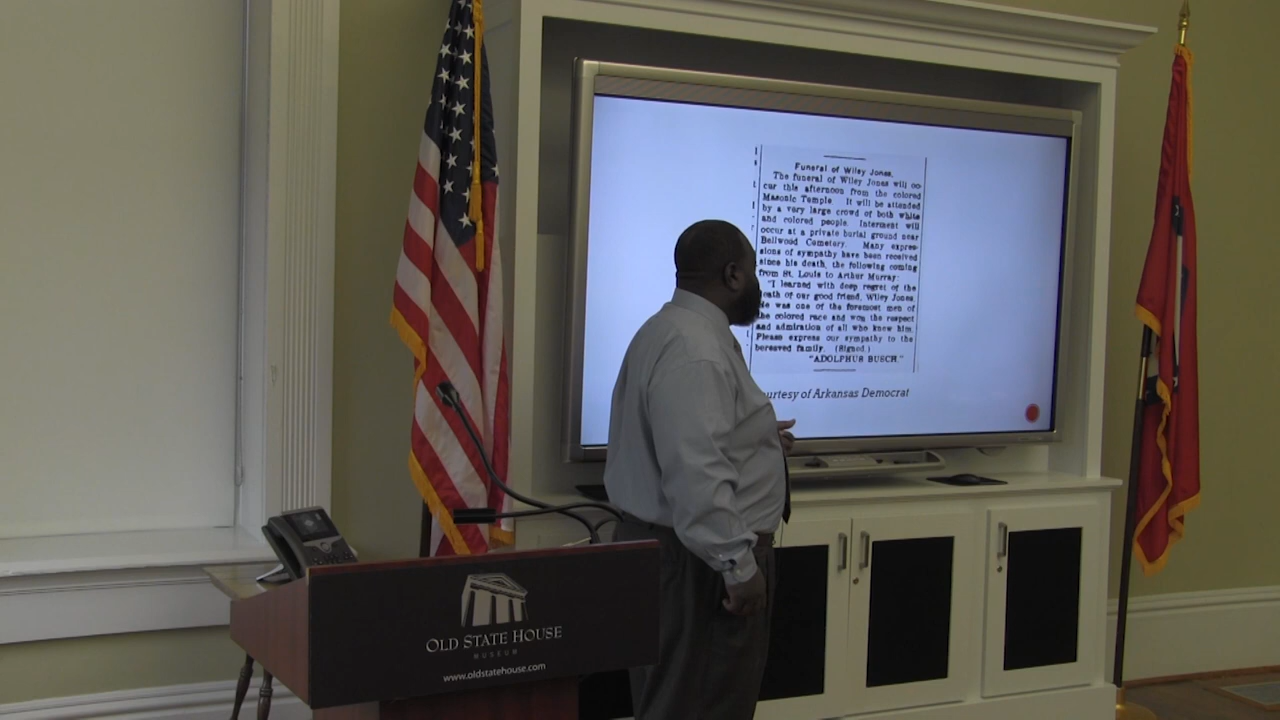 Funeral of Wiley Jones.
The funeral of Wiley Jones will oc-
cur this afternoon from the colored
Masonic Temple. It will be attended
by a very large crowd of both white
and colored people. Interment will
occur at a private burial ground near
Bellwood Cemetery. Many expres-
sions of sympathy have been received
since his death, the following coming
from St. Louis to Arthur Murray:
"I learned with deep regret of the
death of our good friend, Wiley Jones.
He was one of the foremost men of
the colored race and won the respect
and admiration of all who knew him.
Please express our sympathy to the
bereaved family. (Signed.)
"ADOLPHUS BUSCH."
ourtesy of Arkansas Democrat
OLD STATE HOUSE
MUSEUM
www.oldstatehouse.com